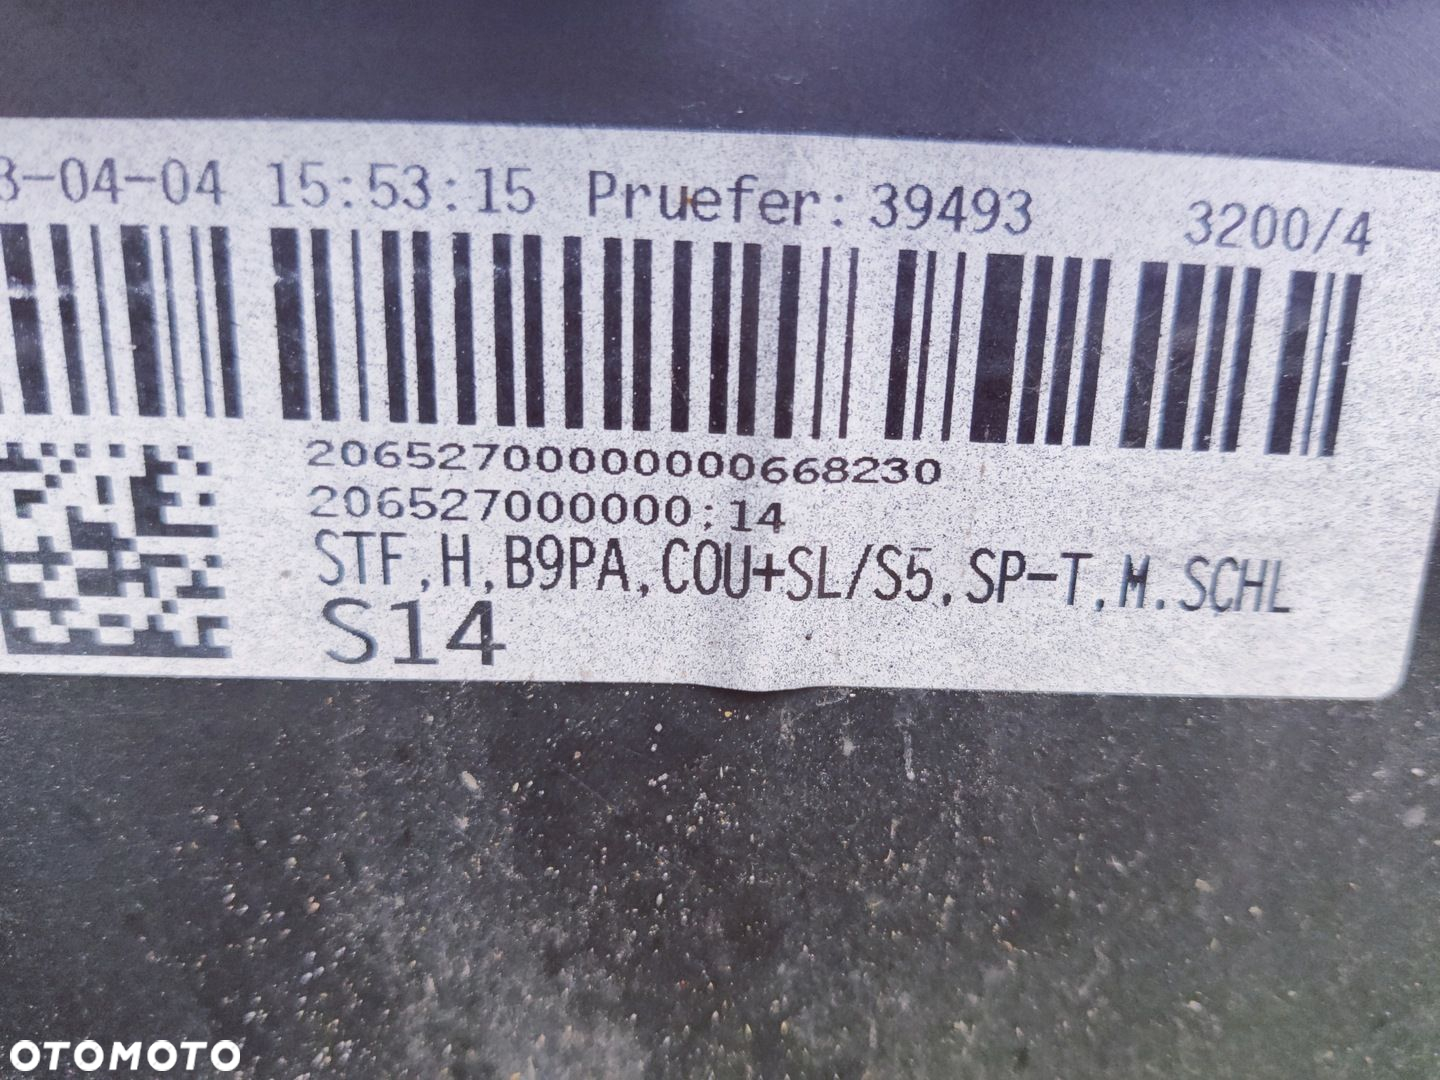 8-04-04 15:53:15 Pruefer: 39493 3200/4
20652700000000668230
206527000000;14
STF,H,B9PA,COU+SL/S5,SP-T,M.SCHL
S14
OTOMOTO